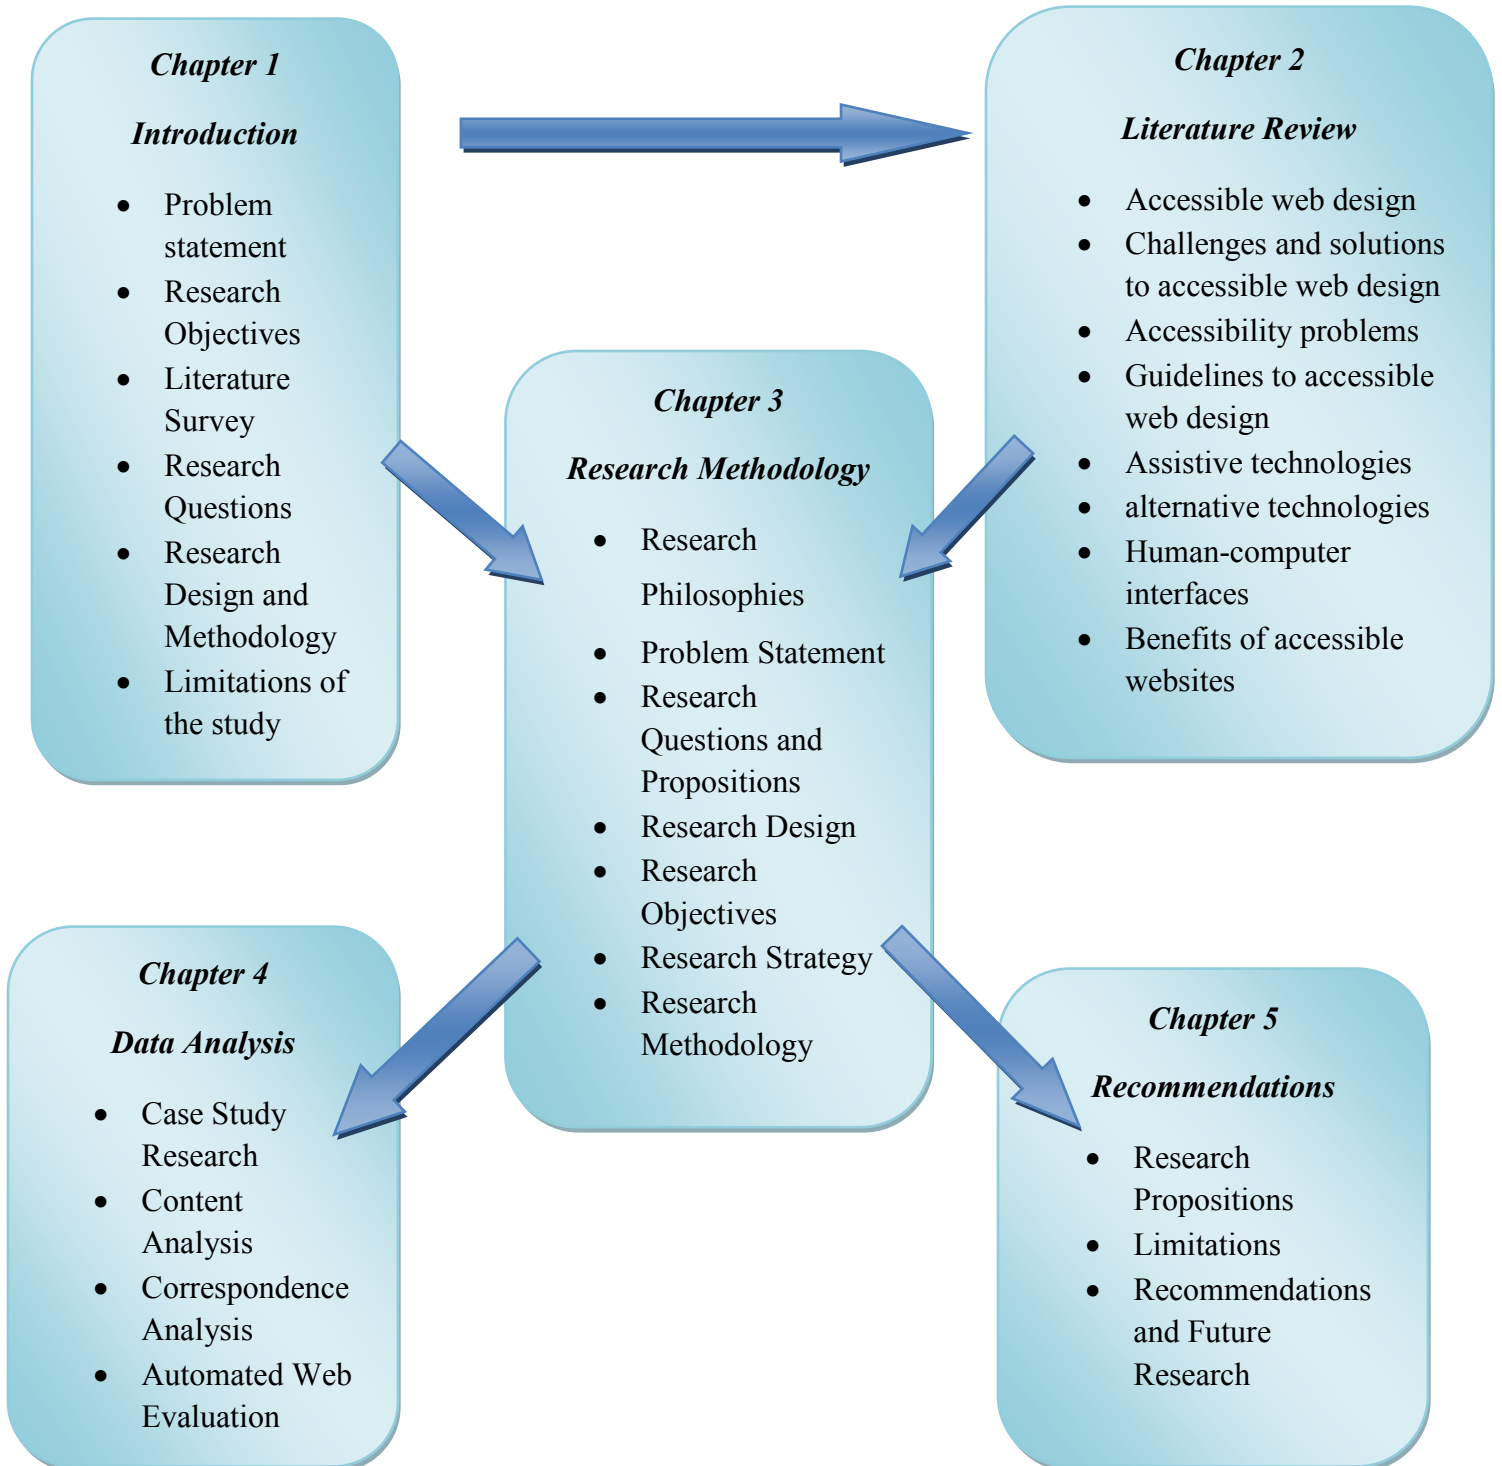 Chapter 1
Introduction
• Problem
statement
• Research
Objectives
• Literature
Survey
• Research
Questions
• Research
Design and
Methodology
• Limitations of
the study
Chapter 2
Literature Review
• Accessible web design
• Challenges and solutions
to accessible web design
• Accessibility problems
• Guidelines to accessible
web design
• Assistive technologies
• alternative technologies
• Human-computer
interfaces
• Benefits of accessible
websites
Chapter 3
Research Methodology
• Research
Philosophies
• Problem Statement
• Research
Questions and
Propositions
• Research Design
• Research
Objectives
• Research Strategy
• Research
Methodology
Chapter 4
Data Analysis
• Case Study
Research
• Content
Analysis
• Correspondence
Analysis
• Automated Web
Evaluation
Chapter 5
Recommendations
• Research
Propositions
• Limitations
• Recommendations
and Future
Research